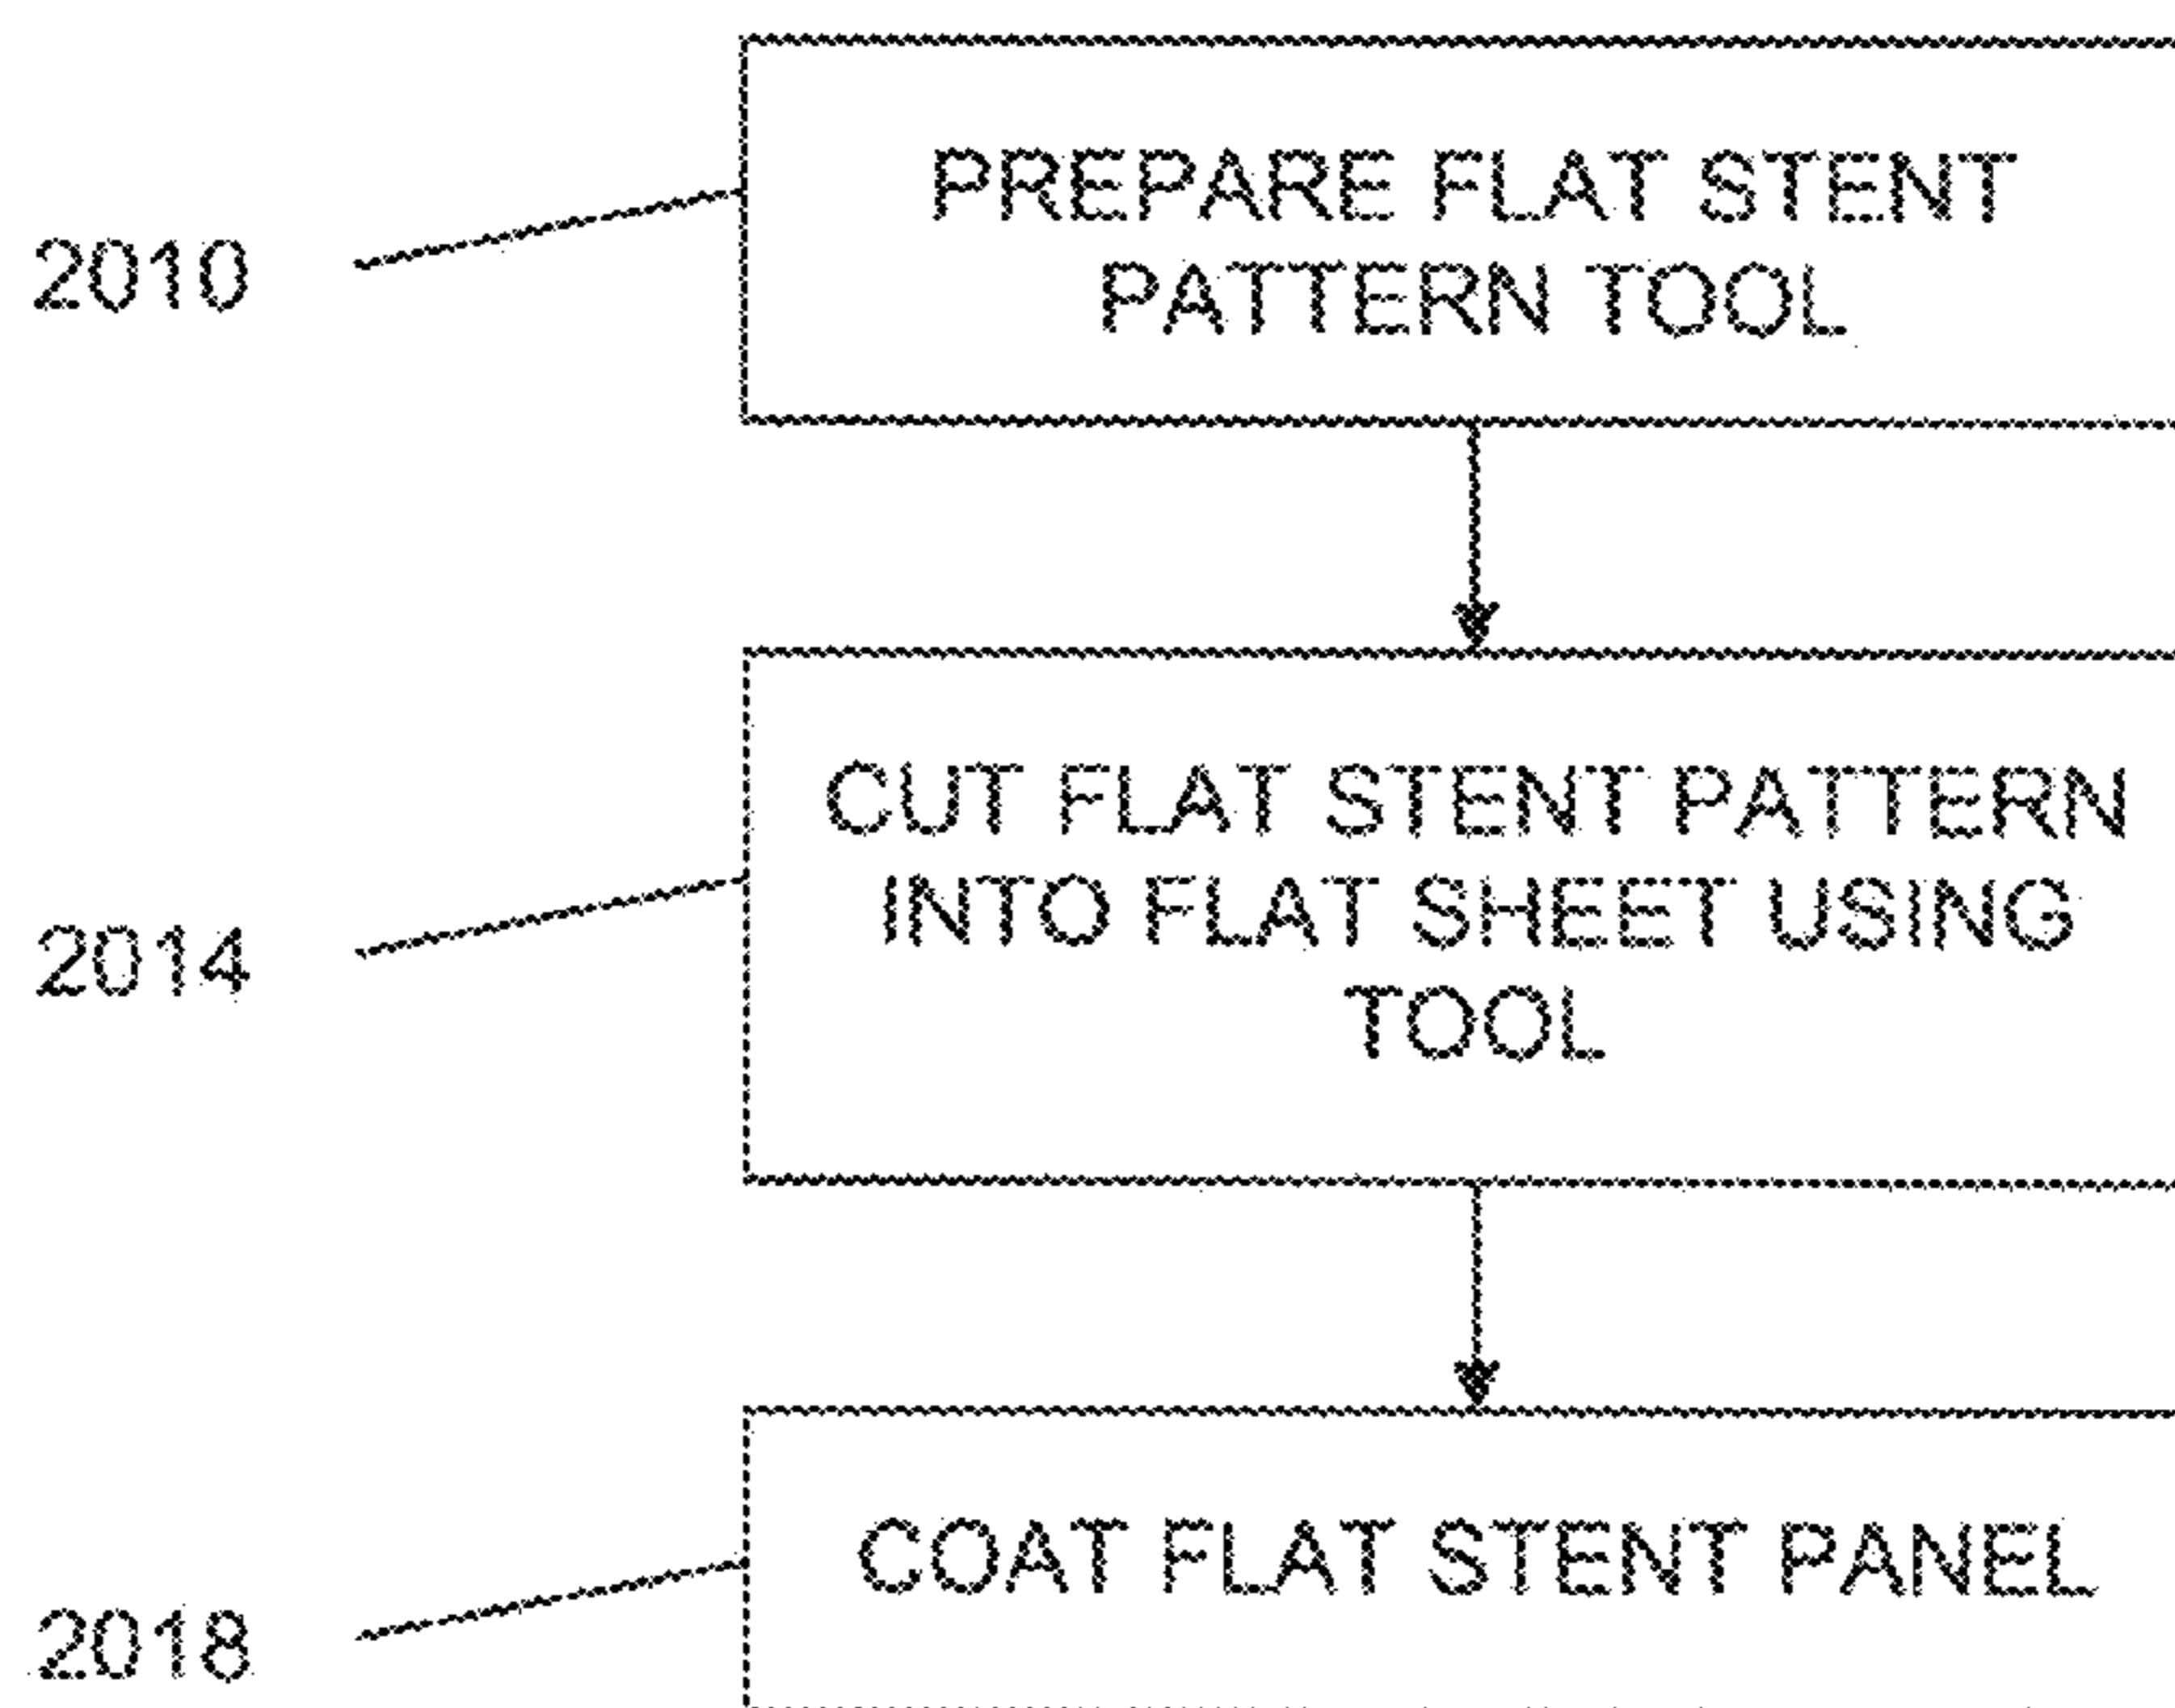 2010
PREPARE FLAT STENT
PATTERN TOOL
2014
CUT FLAT STENT PATTERN
INTO FLAT SHEET USING
TOOL
2018
COAT FLAT STENT PANEL